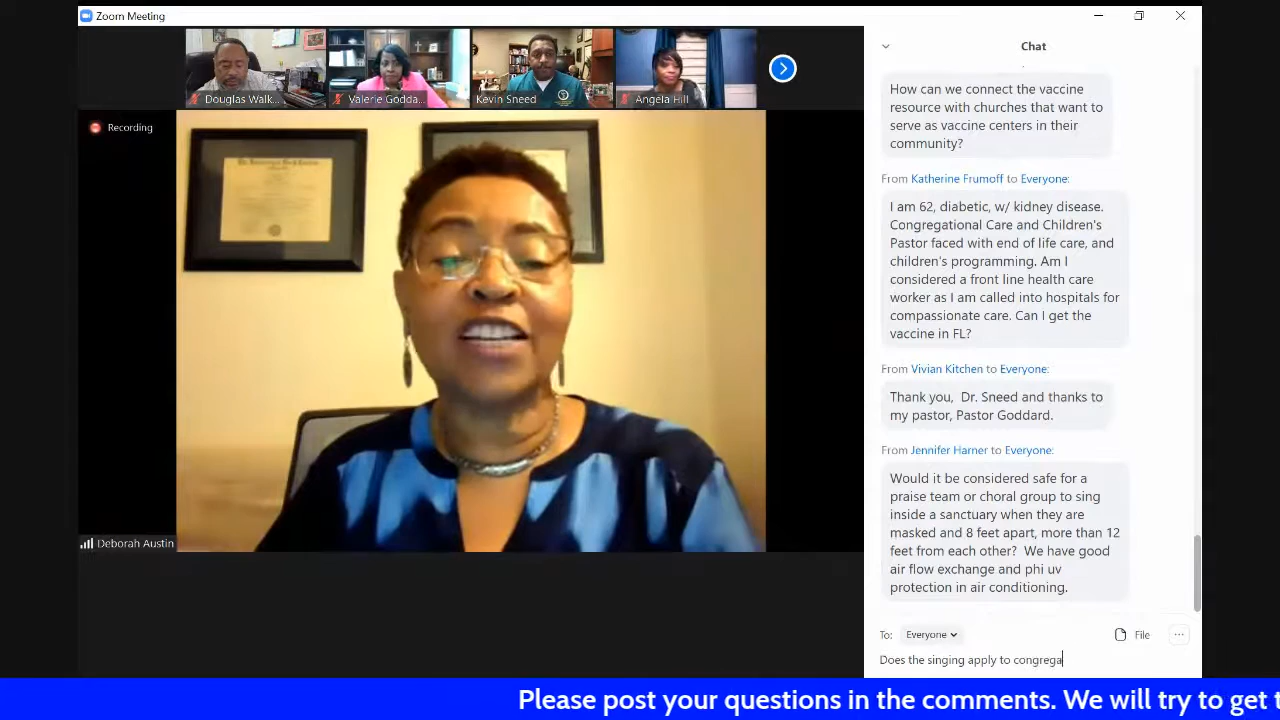 Zoom Meeting
Douglas Walk...
Valerie Godda...
Kevin Sneed
Angela Hill
Recording
Deborah Austin
Chat
How can we connect the vaccine
resource with churches that want to
serve as vaccine centers in their
community?
From Katherine Frumoff to Everyone:
I am 62, diabetic, w/ kidney disease.
Congregational Care and Children's
Pastor faced with end of life care, and
children's programming. Am I
considered a front line health care
worker as I am called into hospitals for
compassionate care. Can I get the
vaccine in FL?
From Vivian Kitchen to Everyone:
Thank you,  Dr. Sneed and thanks to
my pastor, Pastor Goddard.
From Jennifer Harner to Everyone:
Would it be considered safe for a
praise team or choral group to sing
inside a sanctuary when they are
masked and 8 feet apart, more than 12
feet from each other?  We have good
air flow exchange and phi uv
protection in air conditioning.
To: Everyone File
Does the singing apply to congrega
Please post your questions in the comments. We will try to get t